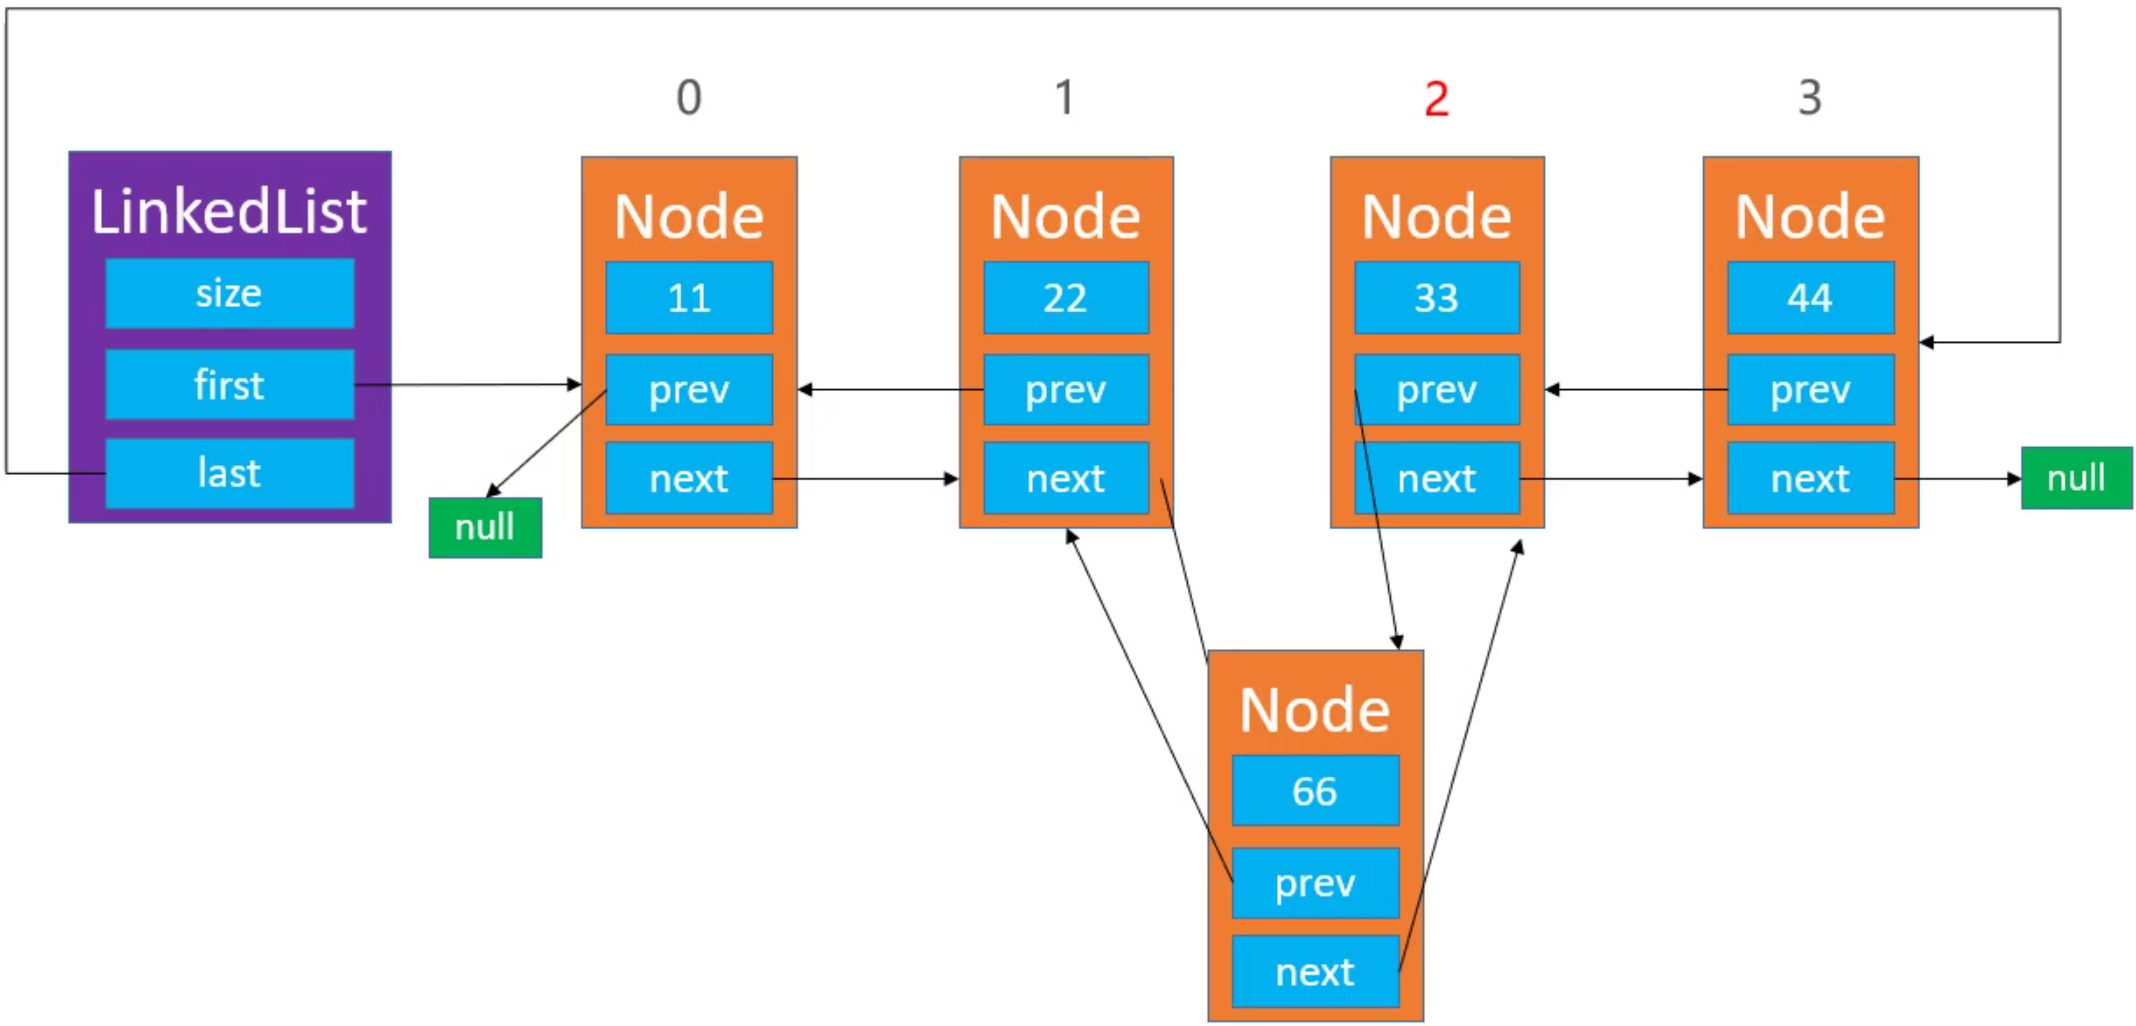 0
1
2
3
LinkedList
size
first
last
null
Node
11
prev
next
Node
22
prev
next
Node
33
prev
next
Node
44
prev
next
null
Node
66
prev
next